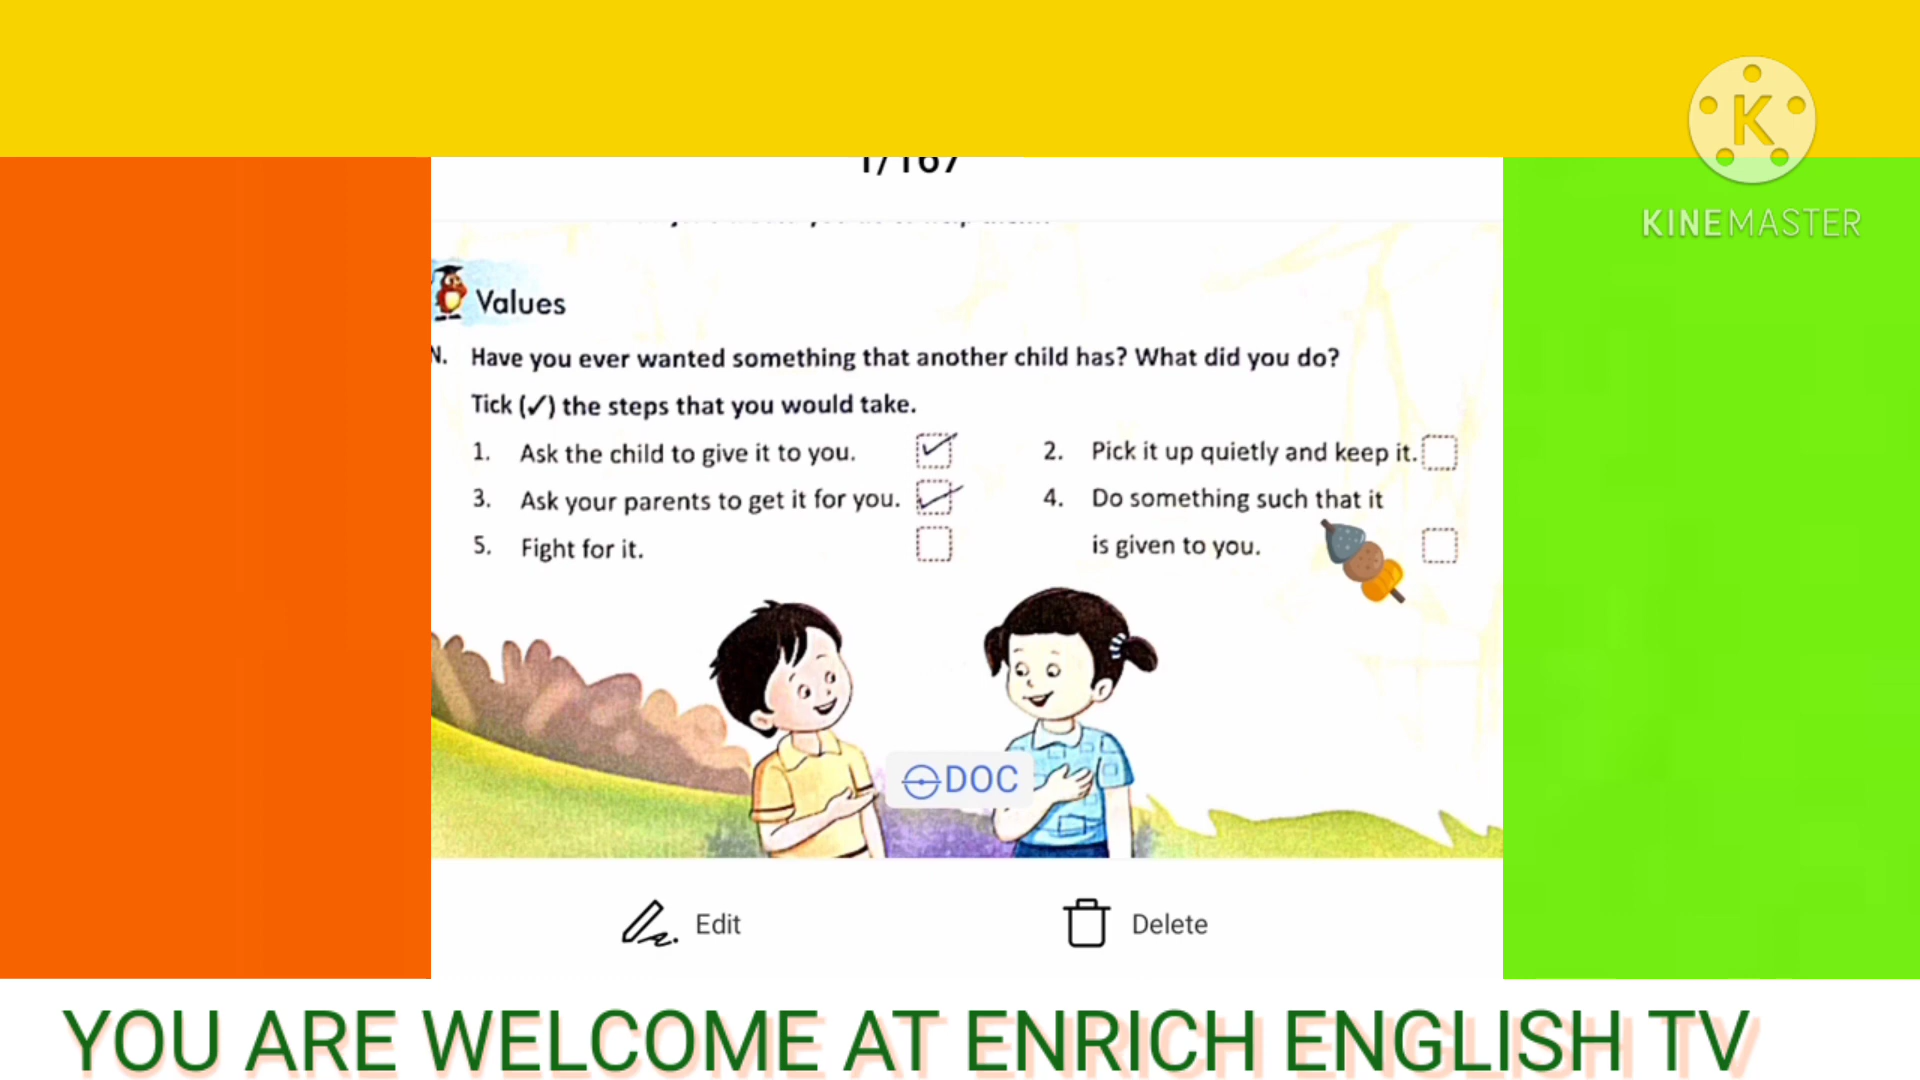 1/167
KINEMASTER
Values
N. Have you ever wanted something that another child has? What did you do?
Tick (✓) the steps that you would take.
1. Ask the child to give it to you.
2. Pick it up quietly and keep it.
3. Ask your parents to get it for you.
4. Do something such that it
is given to you.
5. Fight for it.
DOC
Edit
Delete
YOU ARE WELCOME AT ENRICH ENGLISH TV